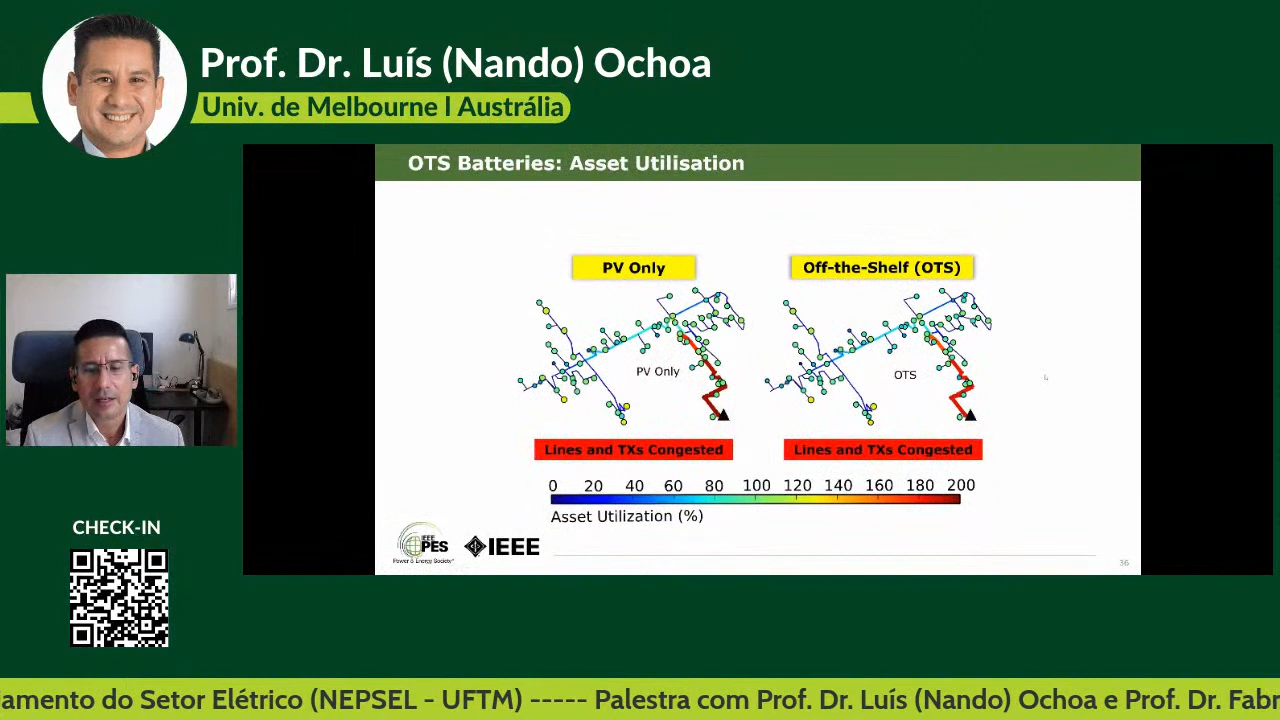 Prof. Dr. Luís (Nando) Ochoa
Univ. de Melbourne l Austrália
OTS Batteries: Asset Utilisation
PV Only
Off-the-Shelf (OTS)
PV Only
OTS
Lines and TXs Congested
Lines and TXs Congested
0 20 40 60 80 100 120 140 160 180 200
Asset Utilization (%)
IEEE
PES
Power & Energy Society®
IEEE
36
CHECK-IN
iamento do Setor Elétrico (NEPSEL - UFTM) ----- Palestra com Prof. Dr. Luís (Nando) Ochoa e Prof. Dr. Fabr